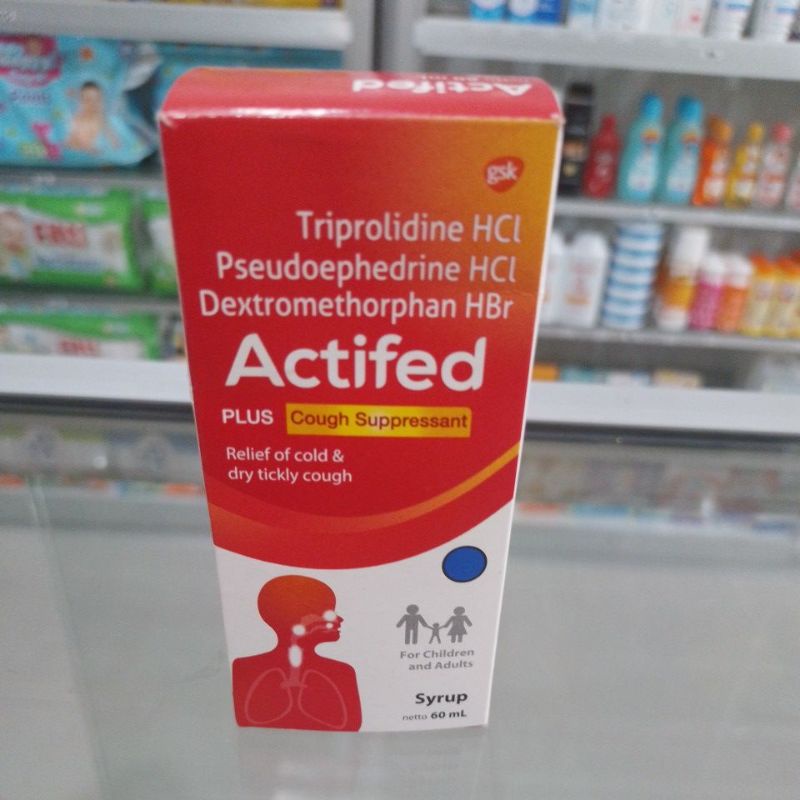 Actifed
gsk
Triprolidine HCl
Pseudoephedrine HCl
Dextromethorphan HBr
Actifed
PLUS Cough Suppressant
Relief of cold &
dry tickly cough
For Children
and Adults
Syrup
netto 60 mL